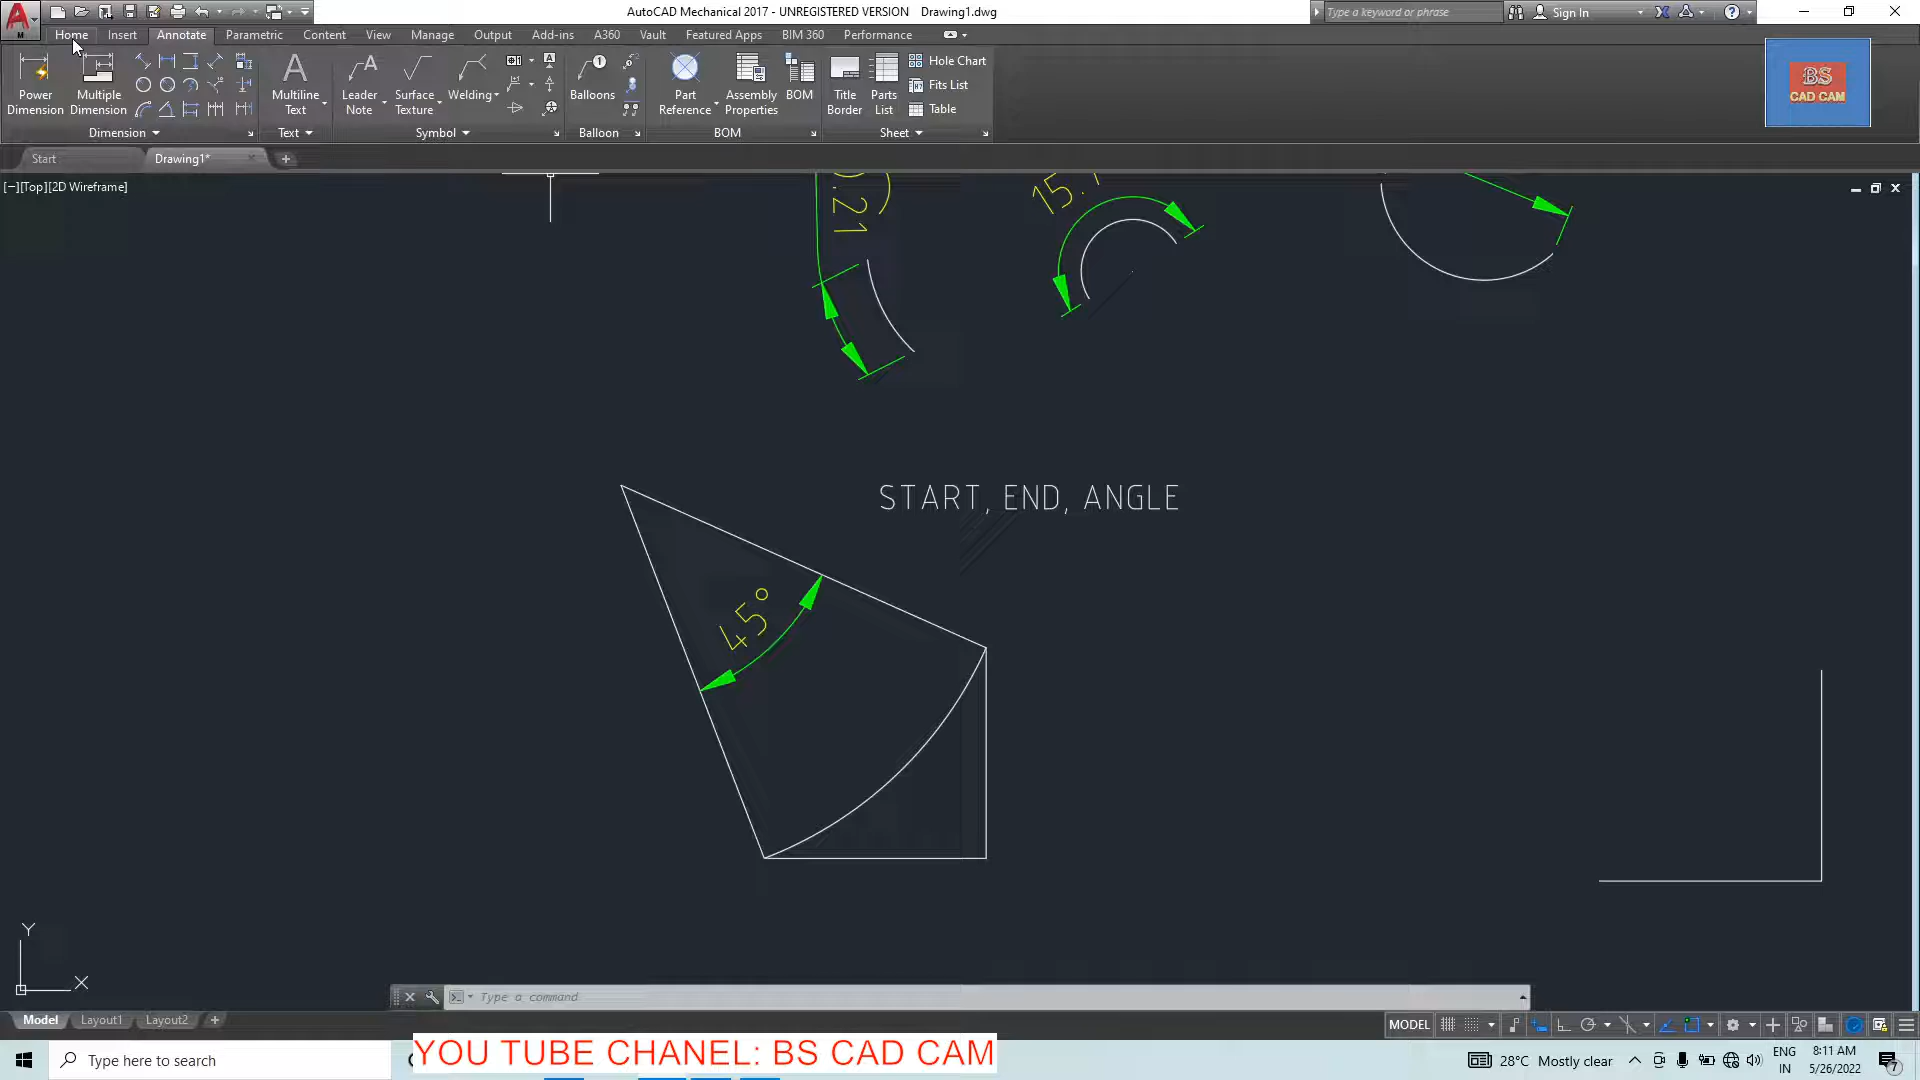 AutoCAD Mechanical 2017 - UNREGISTERED VERSION Drawing1.dwg
Type a keyword or phrase
Sign In
M
Home Insert Annotate Parametric Content View Manage Output Add-ins A360 Vault Featured Apps BIM 360 Performance
Power Dimension
Multiple Dimension
Multiline Text
Leader Note
Surface Texture
Welding
Balloons
Part Reference
Assembly Properties
BOM
Title Border
Parts List
Hole Chart
Fits List
Table
Dimension Text Symbol Balloon BOM Sheet
BS
CAD CAM
Start Drawing1*
[−][Top][2D Wireframe]
START, END, ANGLE
45°
Y
X
Type a command
Model Layout1 Layout2
MODEL
Type here to search
YOU TUBE CHANEL: BS CAD CAM
28°C Mostly clear
ENG
IN
8:11 AM
5/26/2022